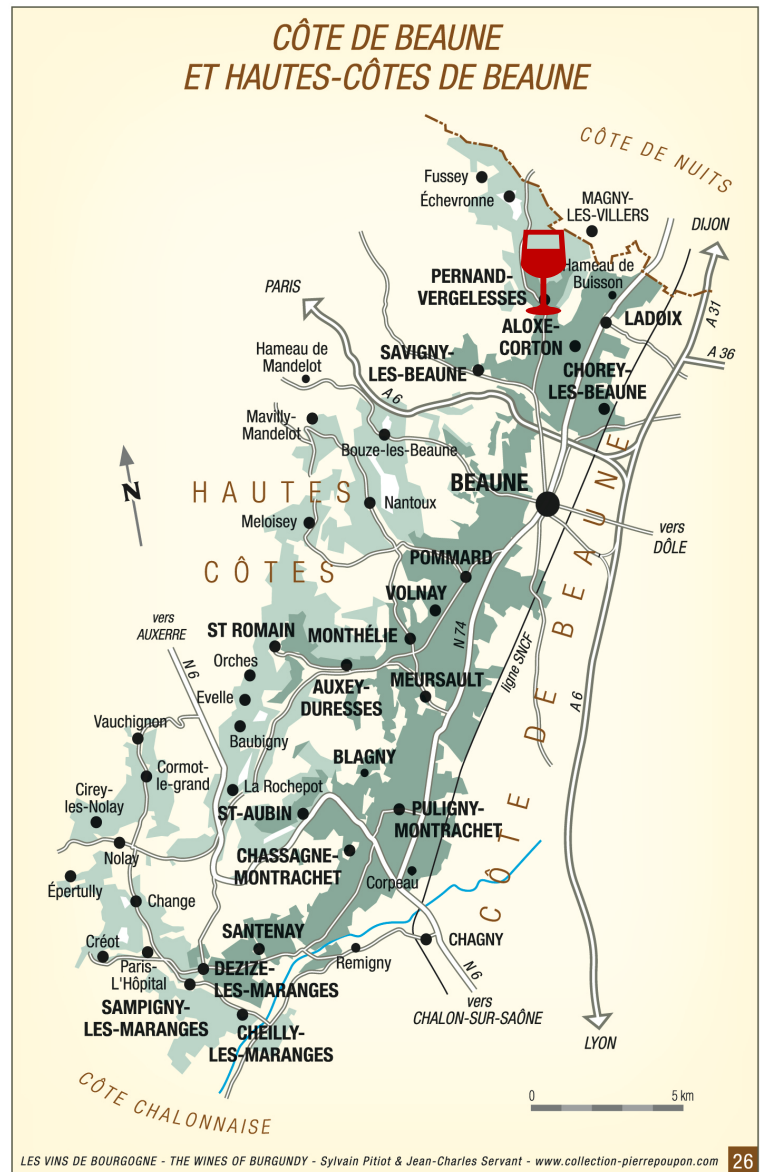 CÔTE DE BEAUNE
ET HAUTES-CÔTES DE BEAUNE
CÔTE DE NUITS
Fussey
Échevronne
MAGNY-
LES-VILLERS
DIJON
Hameau de
Buisson
PERNAND-
VERGELESSES
PARIS
A 31
LADOIX
ALOXE-
CORTON
A 36
Hameau de
Mandelot
SAVIGNY-
LES-BEAUNE
CHOREY-
LES-BEAUNE
A 6
Mavilly-
Mandelot
Bouze-les-Beaune
N
HAUTES
BEAUNE
Nantoux
Meloisey
vers
DÔLE
POMMARD
CÔTES
VOLNAY
vers
AUXERRE
ST ROMAIN
MONTHÉLIE
N 74
ligne SNCF
CÔTE DE BEAUNE
N 6
Orches
AUXEY-
DURESSES
MEURSAULT
Evelle
A 6
Vauchignon
Baubigny
BLAGNY
Cormot-
le-grand
La Rochepot
Cirey-
les-Nolay
ST-AUBIN
PULIGNY-
MONTRACHET
Nolay
CHASSAGNE-
MONTRACHET
Corpeau
Épertully
Change
SANTENAY
CHAGNY
Créot
Paris-
L'Hôpital
DEZIZE-
LES-MARANGES
Remigny
N 6
SAMPIGNY-
LES-MARANGES
vers
CHALON-SUR-SAÔNE
CHEILLY-
LES-MARANGES
LYON
CÔTE CHALONNAISE
0 5 km
LES VINS DE BOURGOGNE - THE WINES OF BURGUNDY - Sylvain Pitiot & Jean-Charles Servant - www.collection-pierrepoupon.com 26